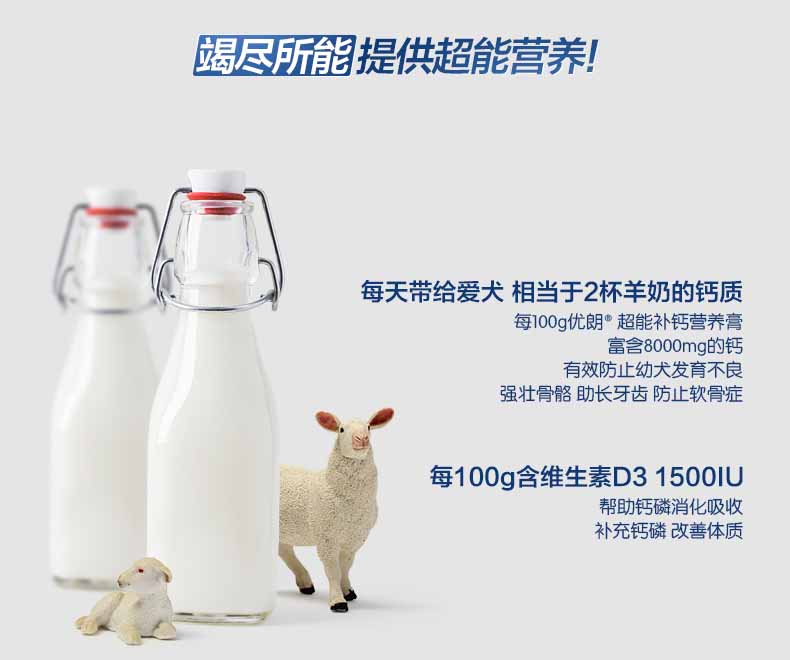 竭尽所能 提供超能营养!
每天带给爱犬 相当于2杯羊奶的钙质
每100g优朗® 超能补钙营养膏
富含8000mg的钙
有效防止幼犬发育不良
强壮骨骼 助长牙齿 防止软骨症
每100g含维生素D3 1500IU
帮助钙磷消化吸收
补充钙磷 改善体质